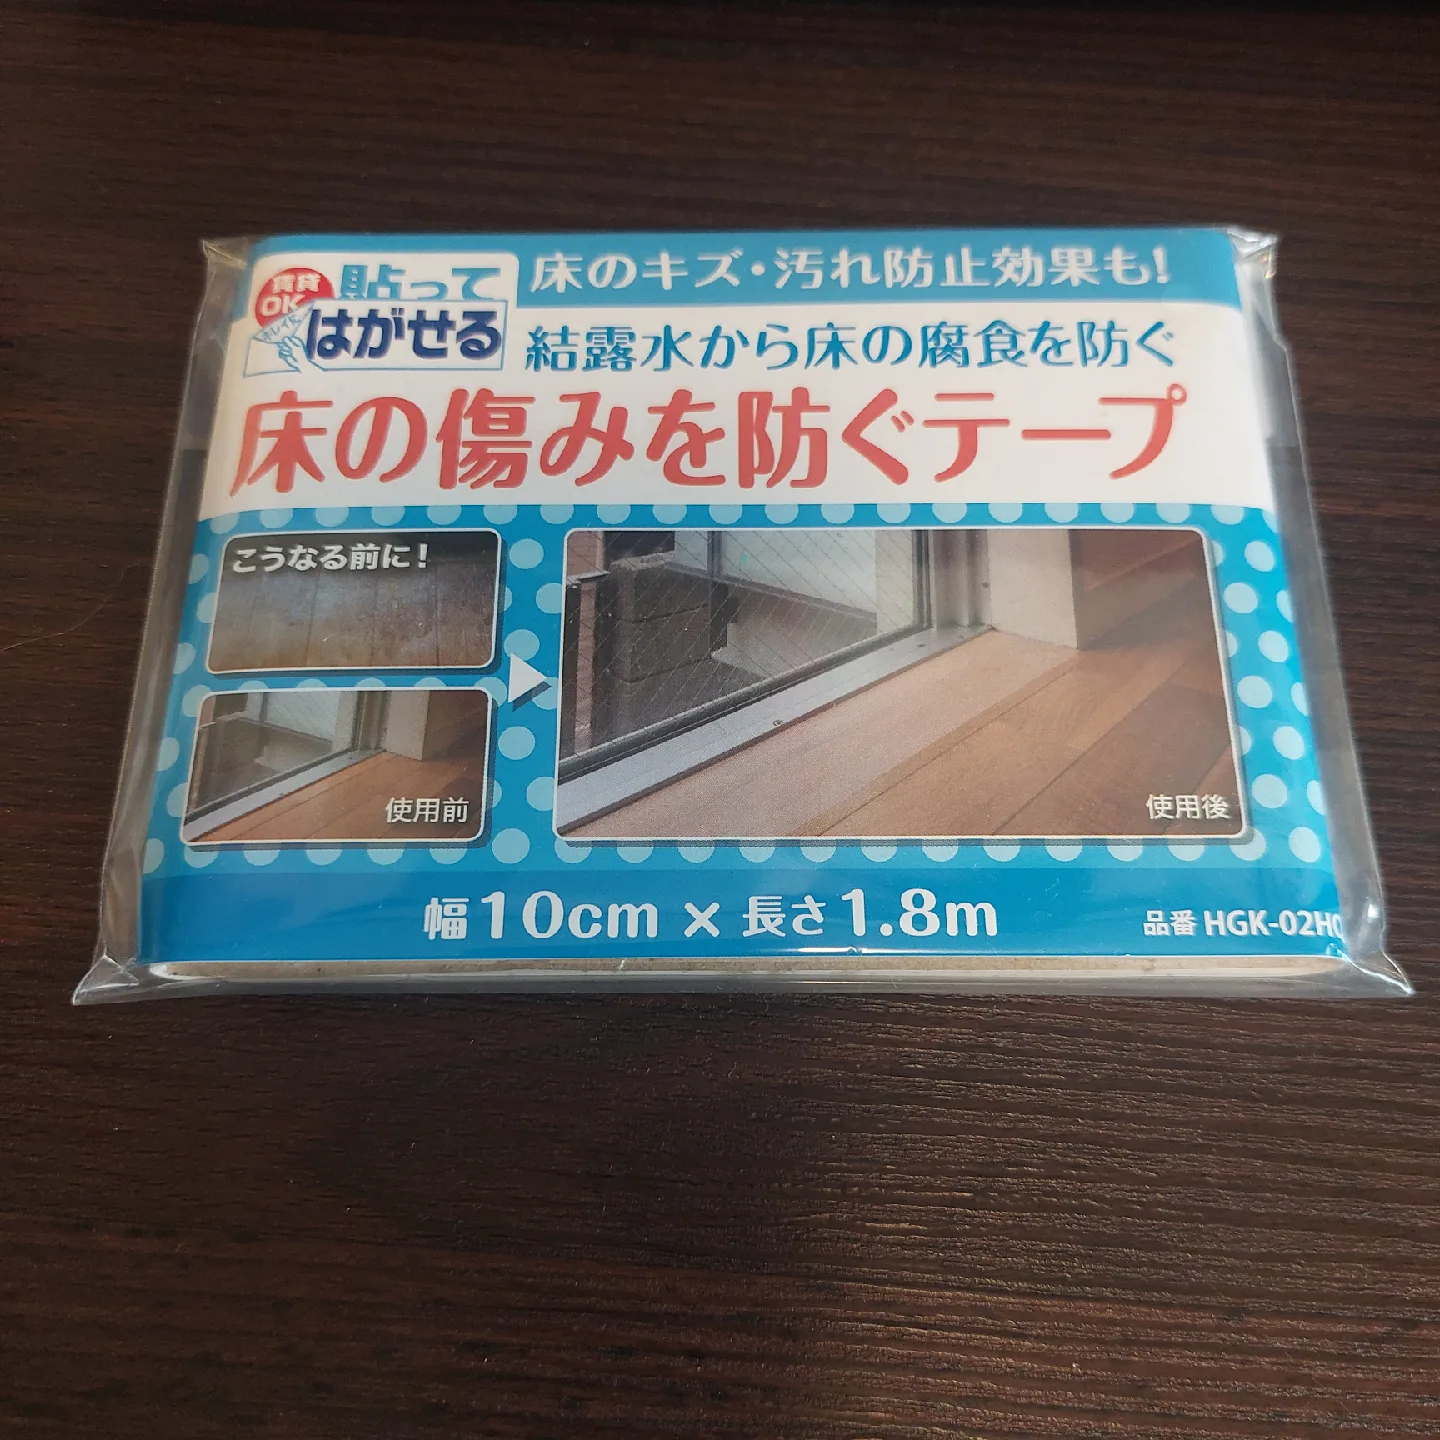 賃貸
OK
貼って
キレイに
はがせる
床のキズ・汚れ防止効果も!
結露水から床の腐食を防ぐ
床の傷みを防ぐテープ
こうなる前に!
使用前
使用後
幅10cm×長さ1.8m
品番 HGK-02H